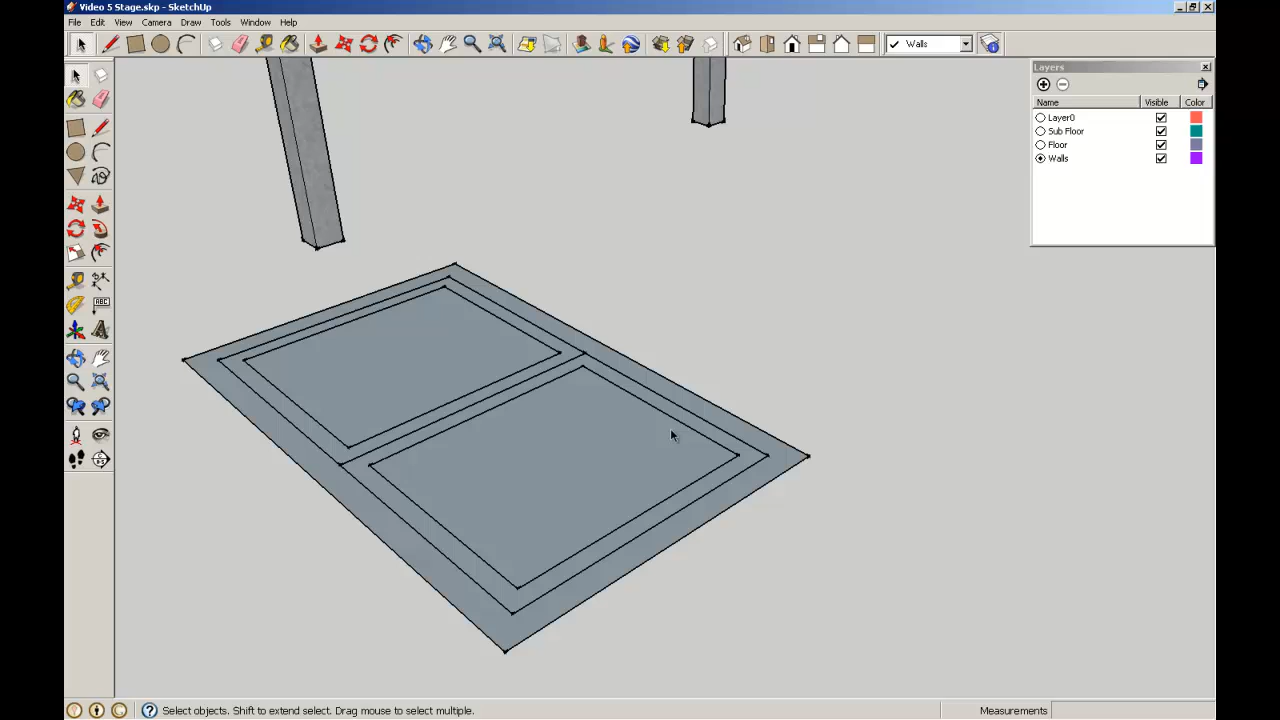 Video 5 Stage.skp - SketchUp
File Edit View Camera Draw Tools Window Help
Walls
Layers
Name Visible Color
Layer0
Sub Floor
Floor
Walls
ABC
Select objects. Shift to extend select. Drag mouse to select multiple.
Measurements